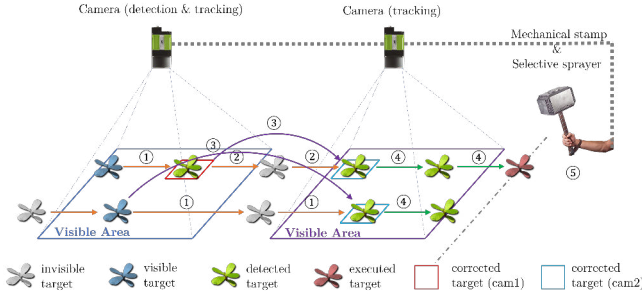 Camera (detection & tracking)
Camera (tracking)
Mechanical stamp
&
Selective sprayer
③
③
① ② ② ④ ④
⑤
① ① ④
Visible Area
Visible Area
invisible
target
visible
target
detected
target
executed
target
corrected
target (cam1)
corrected
target (cam2)